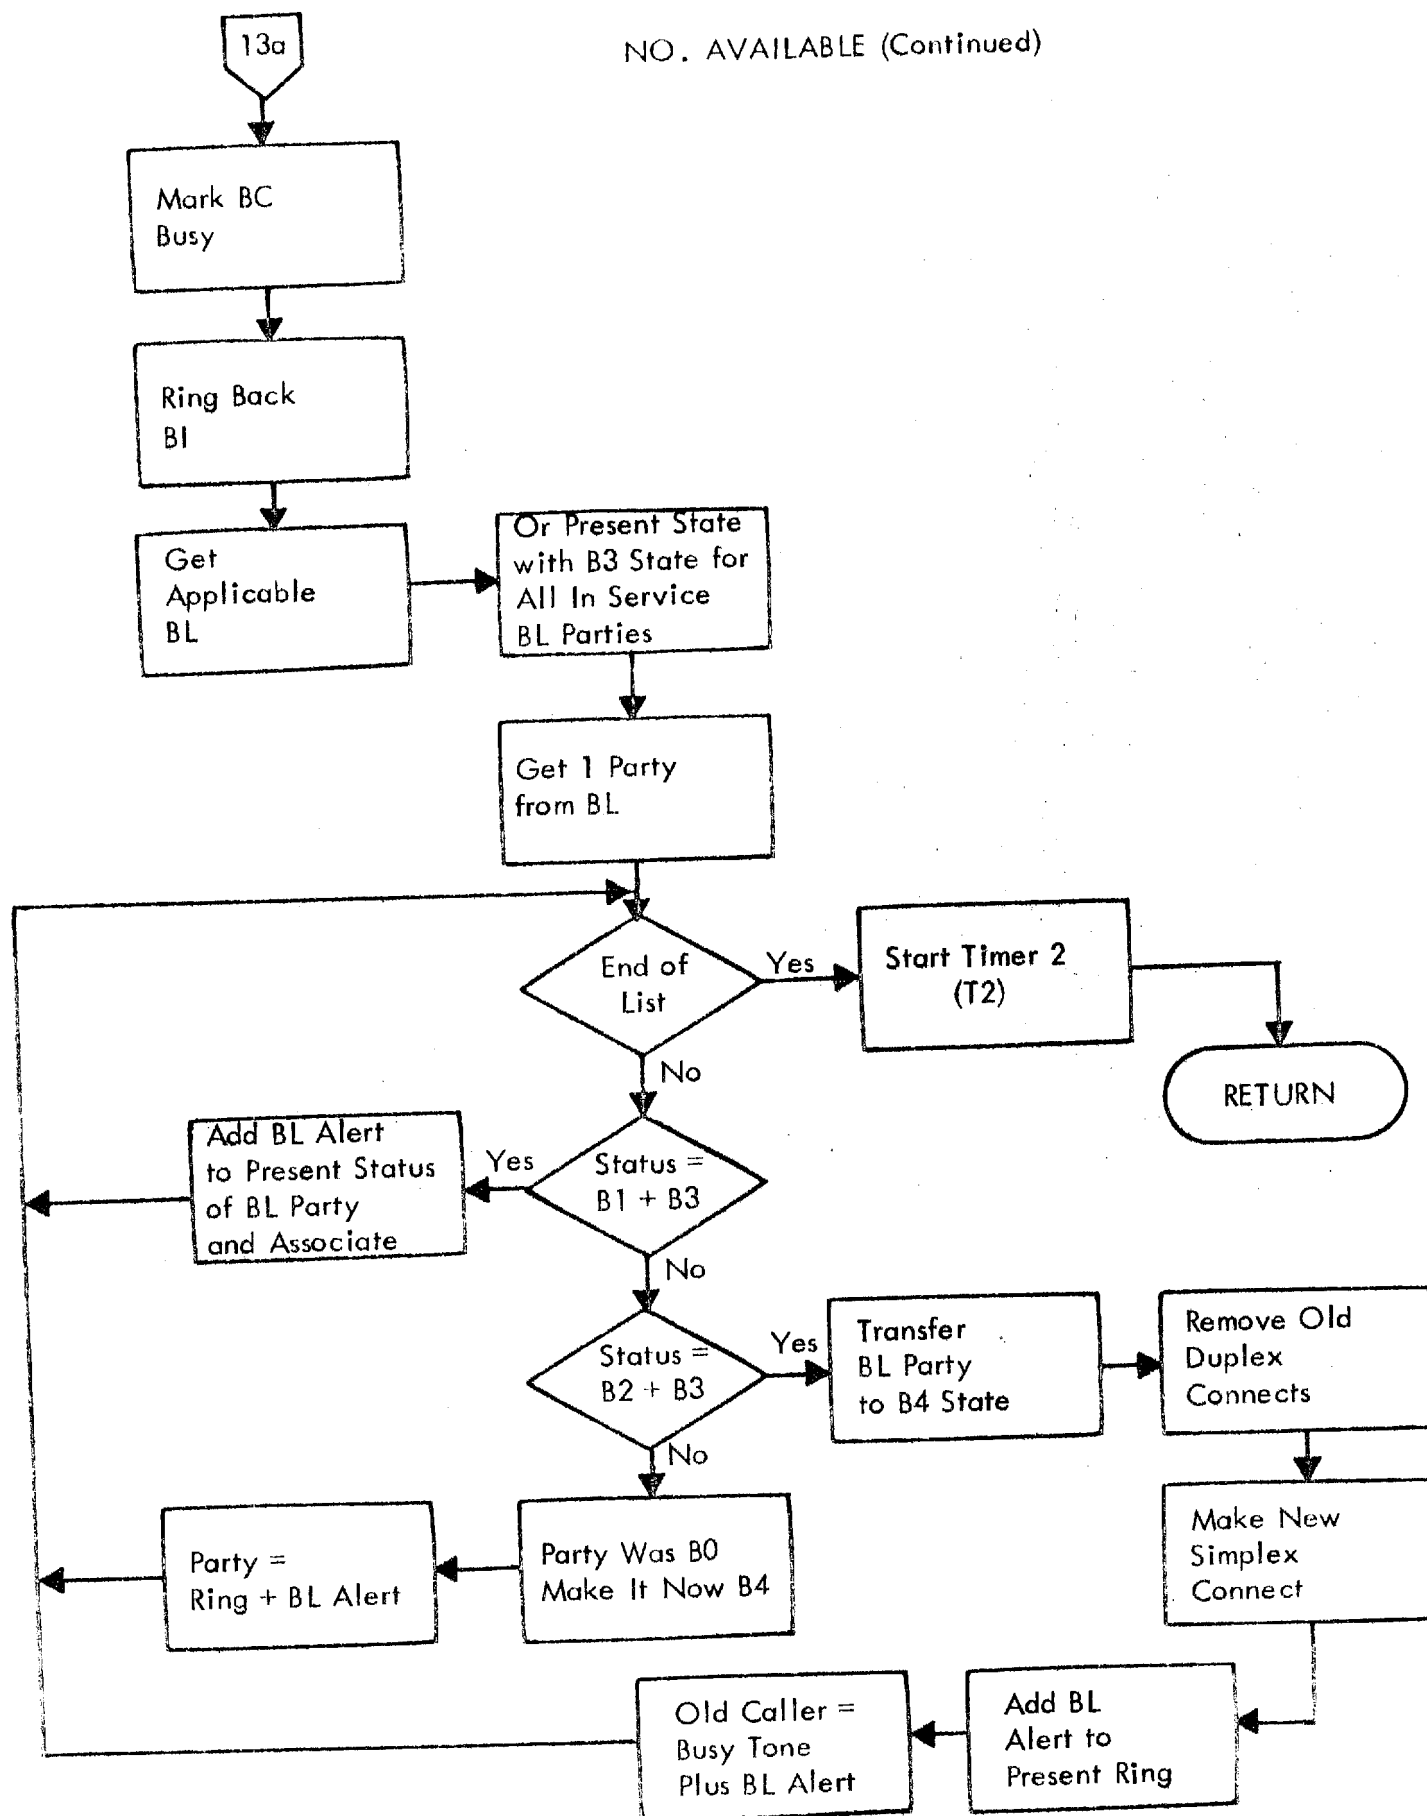 13a
NO. AVAILABLE (Continued)
Mark BC
Busy
Ring Back
BI
Get
Applicable
BL
Or Present State
with B3 State for
All In Service
BL Parties
Get 1 Party
from BL
End of
List
Yes
Start Timer 2
(T2)
RETURN
No
Status =
B1 + B3
Yes
Add BL Alert
to Present Status
of BL Party
and Associate
No
Status =
B2 + B3
Yes
Transfer
BL Party
to B4 State
Remove Old
Duplex
Connects
No
Make New
Simplex
Connect
Party Was B0
Make It Now B4
Party =
Ring + BL Alert
Add BL
Alert to
Present Ring
Old Caller =
Busy Tone
Plus BL Alert